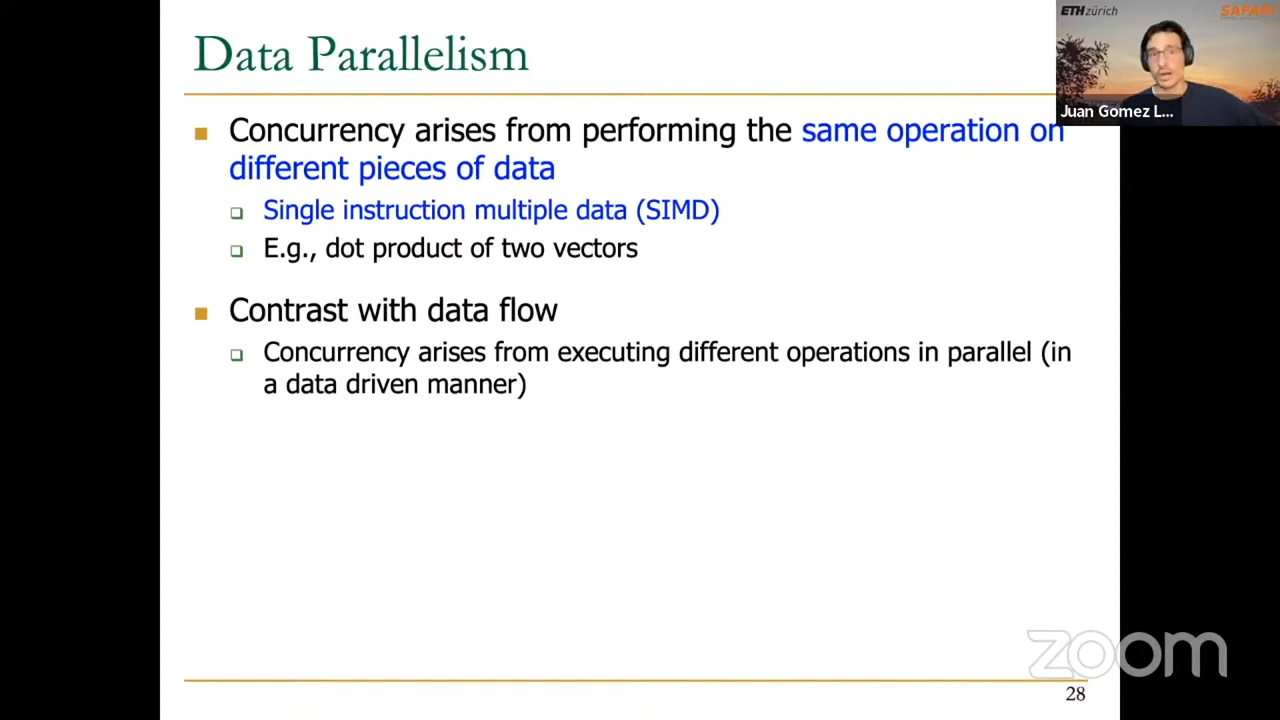 Data Parallelism
ETH zürich
SAFARI
Juan Gomez L...
Concurrency arises from performing the same operation on
different pieces of data
Single instruction multiple data (SIMD)
E.g., dot product of two vectors
Contrast with data flow
Concurrency arises from executing different operations in parallel (in
a data driven manner)
zoom
28